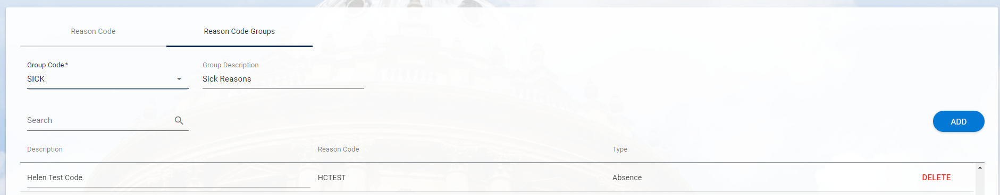 Reason Code Reason Code Groups
Group Code * Group Description
SICK Sick Reasons
Search
ADD
Description Reason Code Type
Helen Test Code HCTEST Absence DELETE